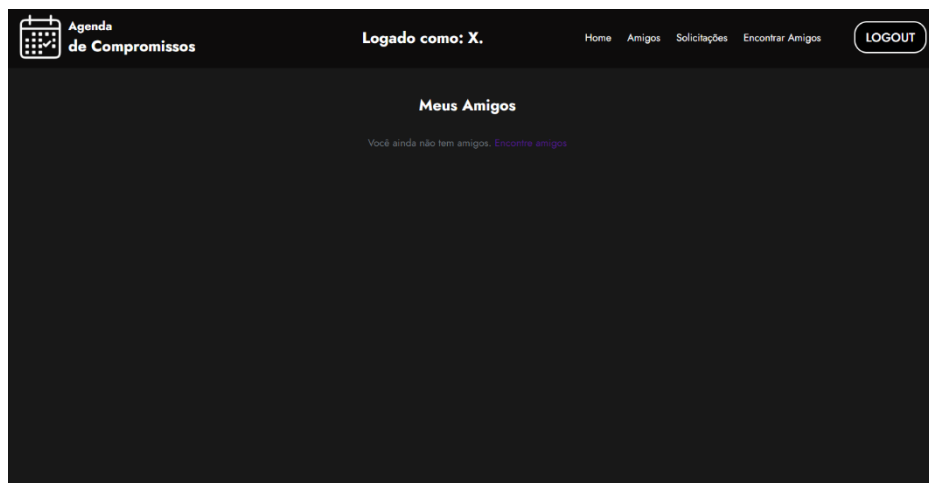 Agenda
de Compromissos
Logado como: X.
Home Amigos Solicitações Encontrar Amigos
LOGOUT
Meus Amigos
Você ainda não tem amigos. Encontre amigos